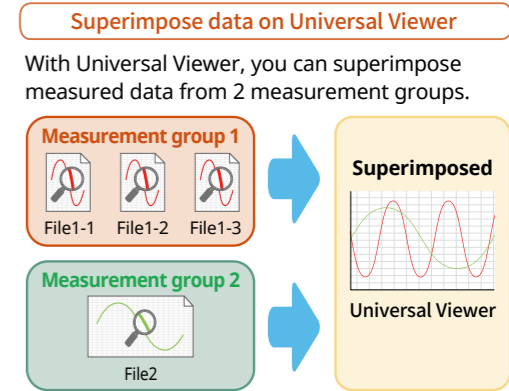 Superimpose data on Universal Viewer
With Universal Viewer, you can superimpose
measured data from 2 measurement groups.
Measurement group 1
File1-1 File1-2 File1-3
Measurement group 2
File2
Superimposed
Universal Viewer